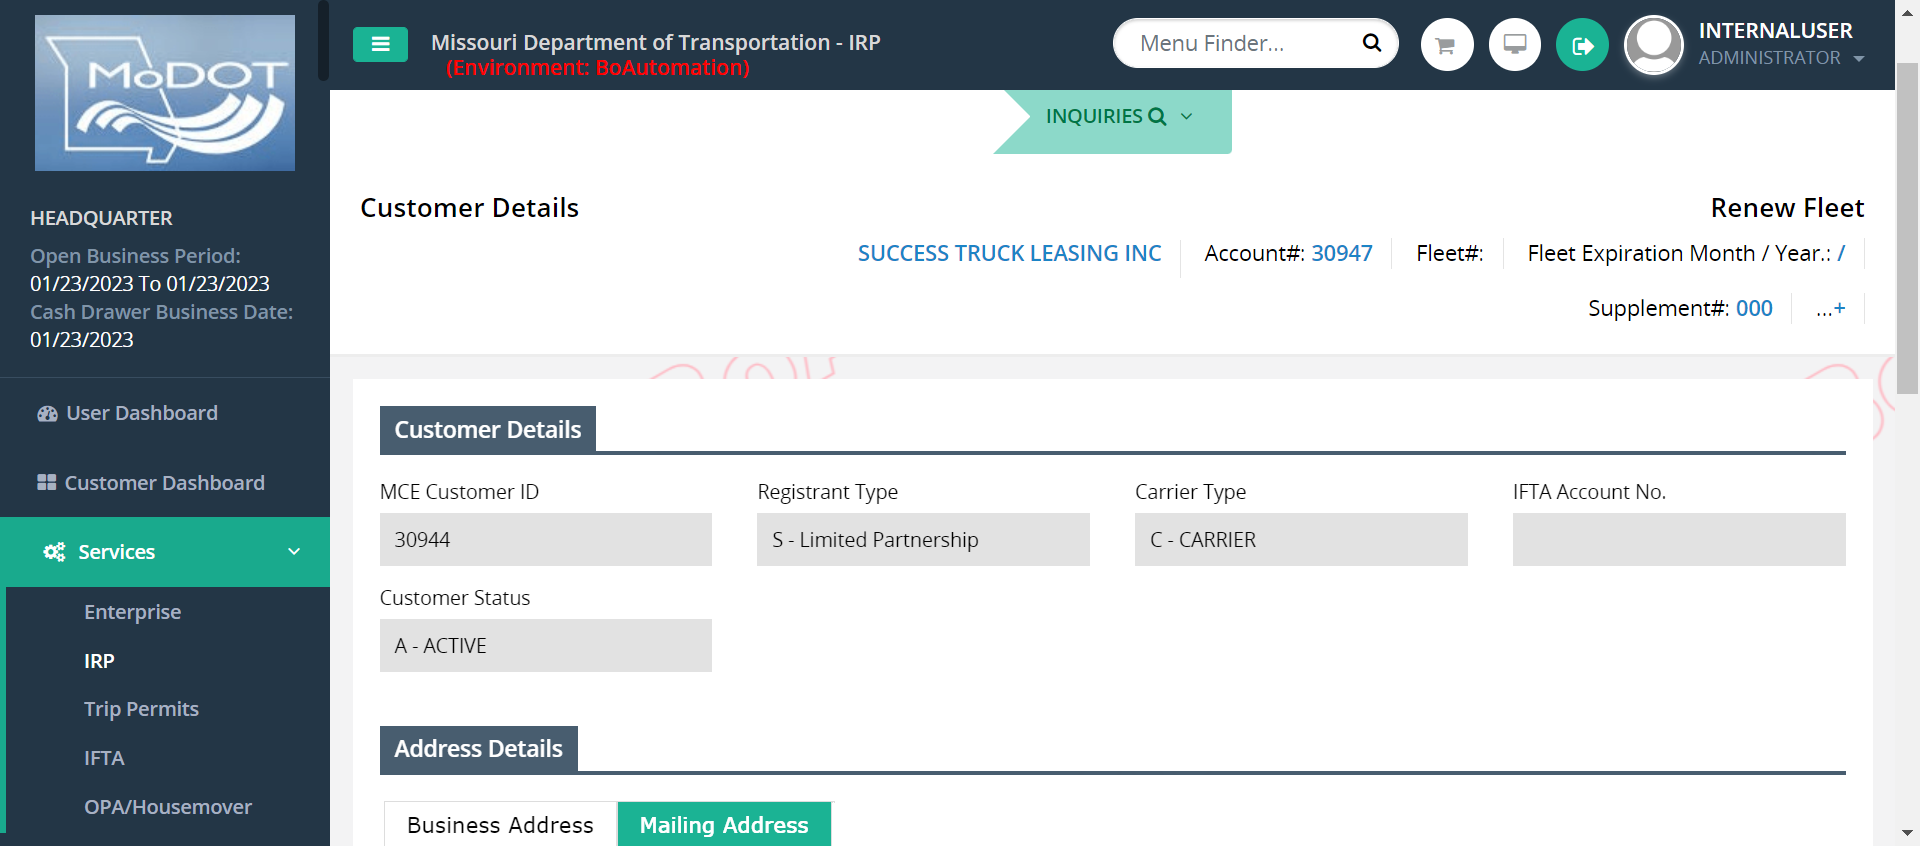 MoDOT
Missouri Department of Transportation - IRP
(Environment: BoAutomation)
Menu Finder...
INTERNALUSER
ADMINISTRATOR
HEADQUARTER
Open Business Period:
01/23/2023 To 01/23/2023
Cash Drawer Business Date:
01/23/2023
User Dashboard
Customer Dashboard
Services
Enterprise
IRP
Trip Permits
IFTA
OPA/Housemover
INQUIRIES
Customer Details
Renew Fleet
SUCCESS TRUCK LEASING INC Account#: 30947 Fleet#: Fleet Expiration Month / Year.: /
Supplement#: 000 ...+
Customer Details
MCE Customer ID Registrant Type Carrier Type IFTA Account No.
30944 S - Limited Partnership C - CARRIER
Customer Status
A - ACTIVE
Address Details
Business Address Mailing Address